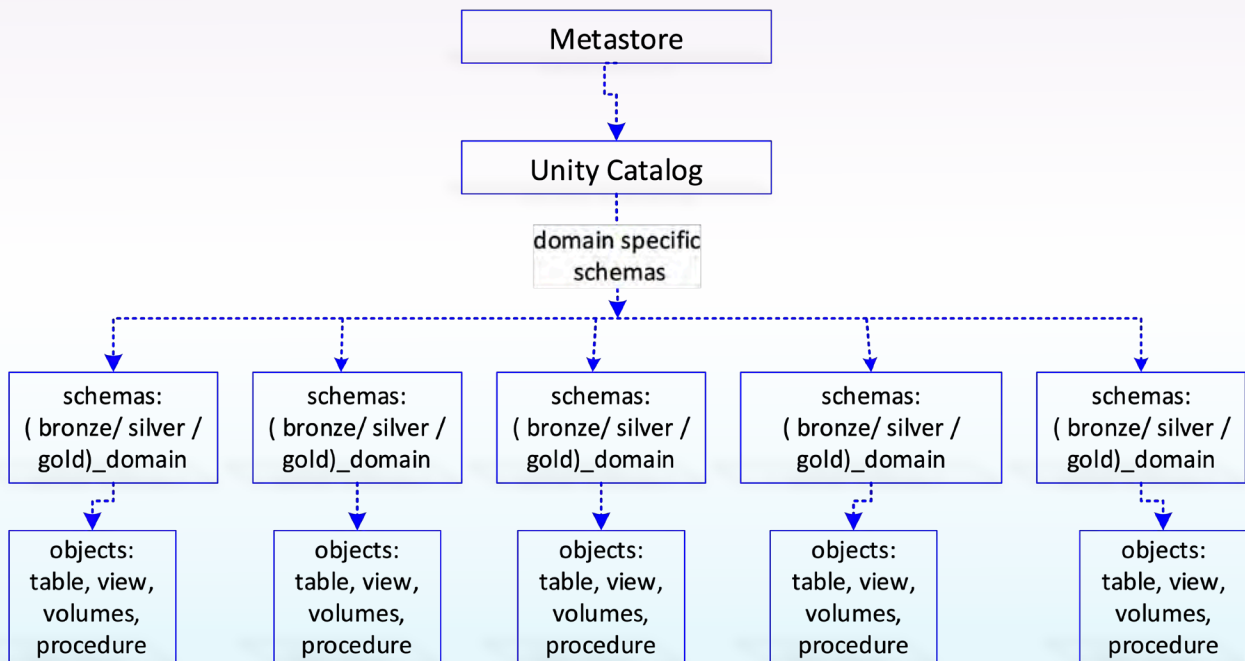 Metastore
Unity Catalog
domain specific
schemas
schemas:
( bronze/ silver /
gold)_domain
schemas:
( bronze/ silver /
gold)_domain
schemas:
( bronze/ silver /
gold)_domain
schemas:
( bronze/ silver /
gold)_domain
schemas:
( bronze/ silver /
gold)_domain
objects:
table, view,
volumes,
procedure
objects:
table, view,
volumes,
procedure
objects:
table, view,
volumes,
procedure
objects:
table, view,
volumes,
procedure
objects:
table, view,
volumes,
procedure